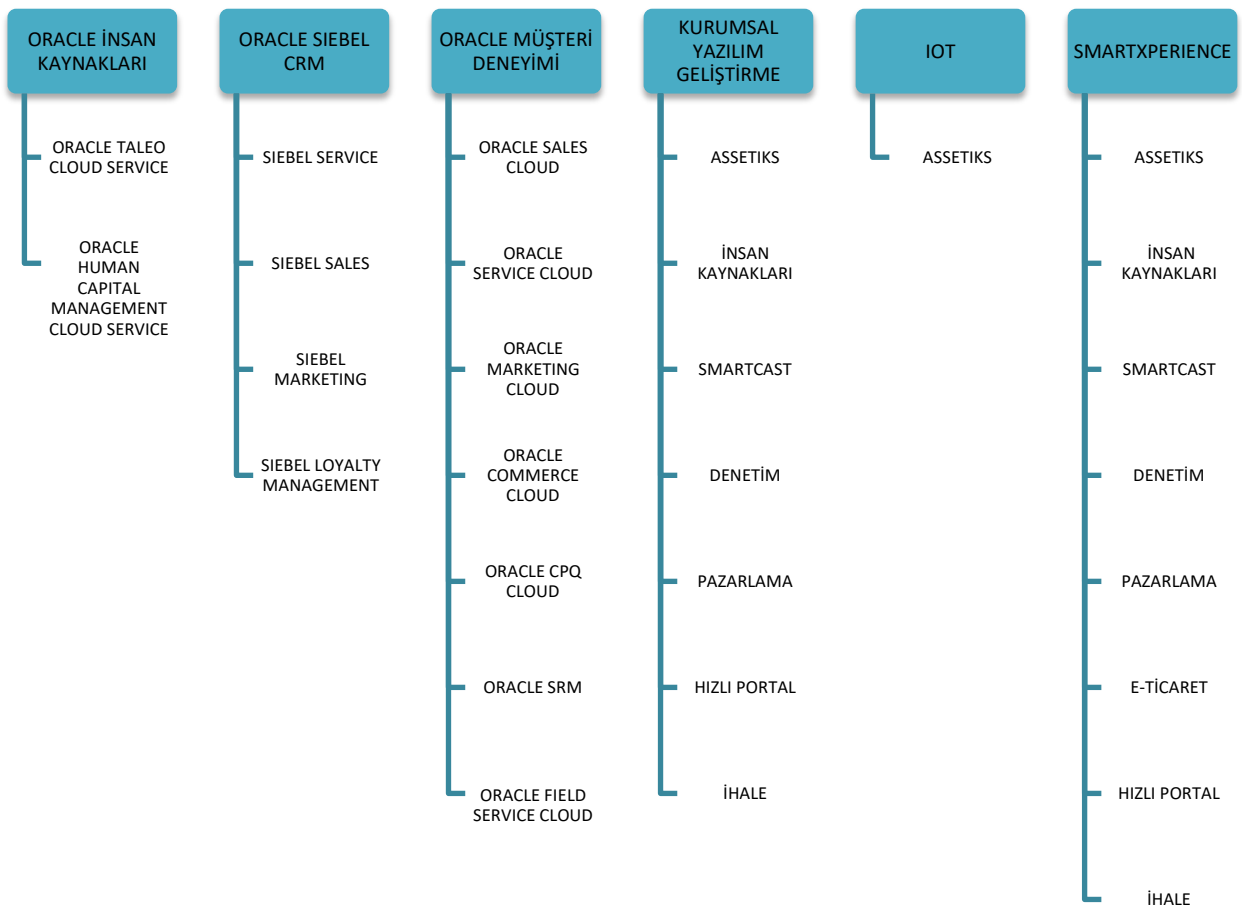 ORACLE İNSAN
KAYNAKLARI
ORACLE TALEO
CLOUD SERVICE
ORACLE
HUMAN
CAPITAL
MANAGEMENT
CLOUD SERVICE
ORACLE SIEBEL
CRM
SIEBEL SERVICE
SIEBEL SALES
SIEBEL
MARKETING
SIEBEL LOYALTY
MANAGEMENT
ORACLE MÜŞTERİ
DENEYİMİ
ORACLE SALES
CLOUD
ORACLE
SERVICE CLOUD
ORACLE
MARKETING
CLOUD
ORACLE
COMMERCE
CLOUD
ORACLE CPQ
CLOUD
ORACLE SRM
ORACLE FIELD
SERVICE CLOUD
KURUMSAL
YAZILIM
GELİŞTİRME
ASSETIKS
İNSAN
KAYNAKLARI
SMARTCAST
DENETİM
PAZARLAMA
HIZLI PORTAL
İHALE
IOT
ASSETIKS
SMARTXPERIENCE
ASSETIKS
İNSAN
KAYNAKLARI
SMARTCAST
DENETİM
PAZARLAMA
E-TİCARET
HIZLI PORTAL
İHALE